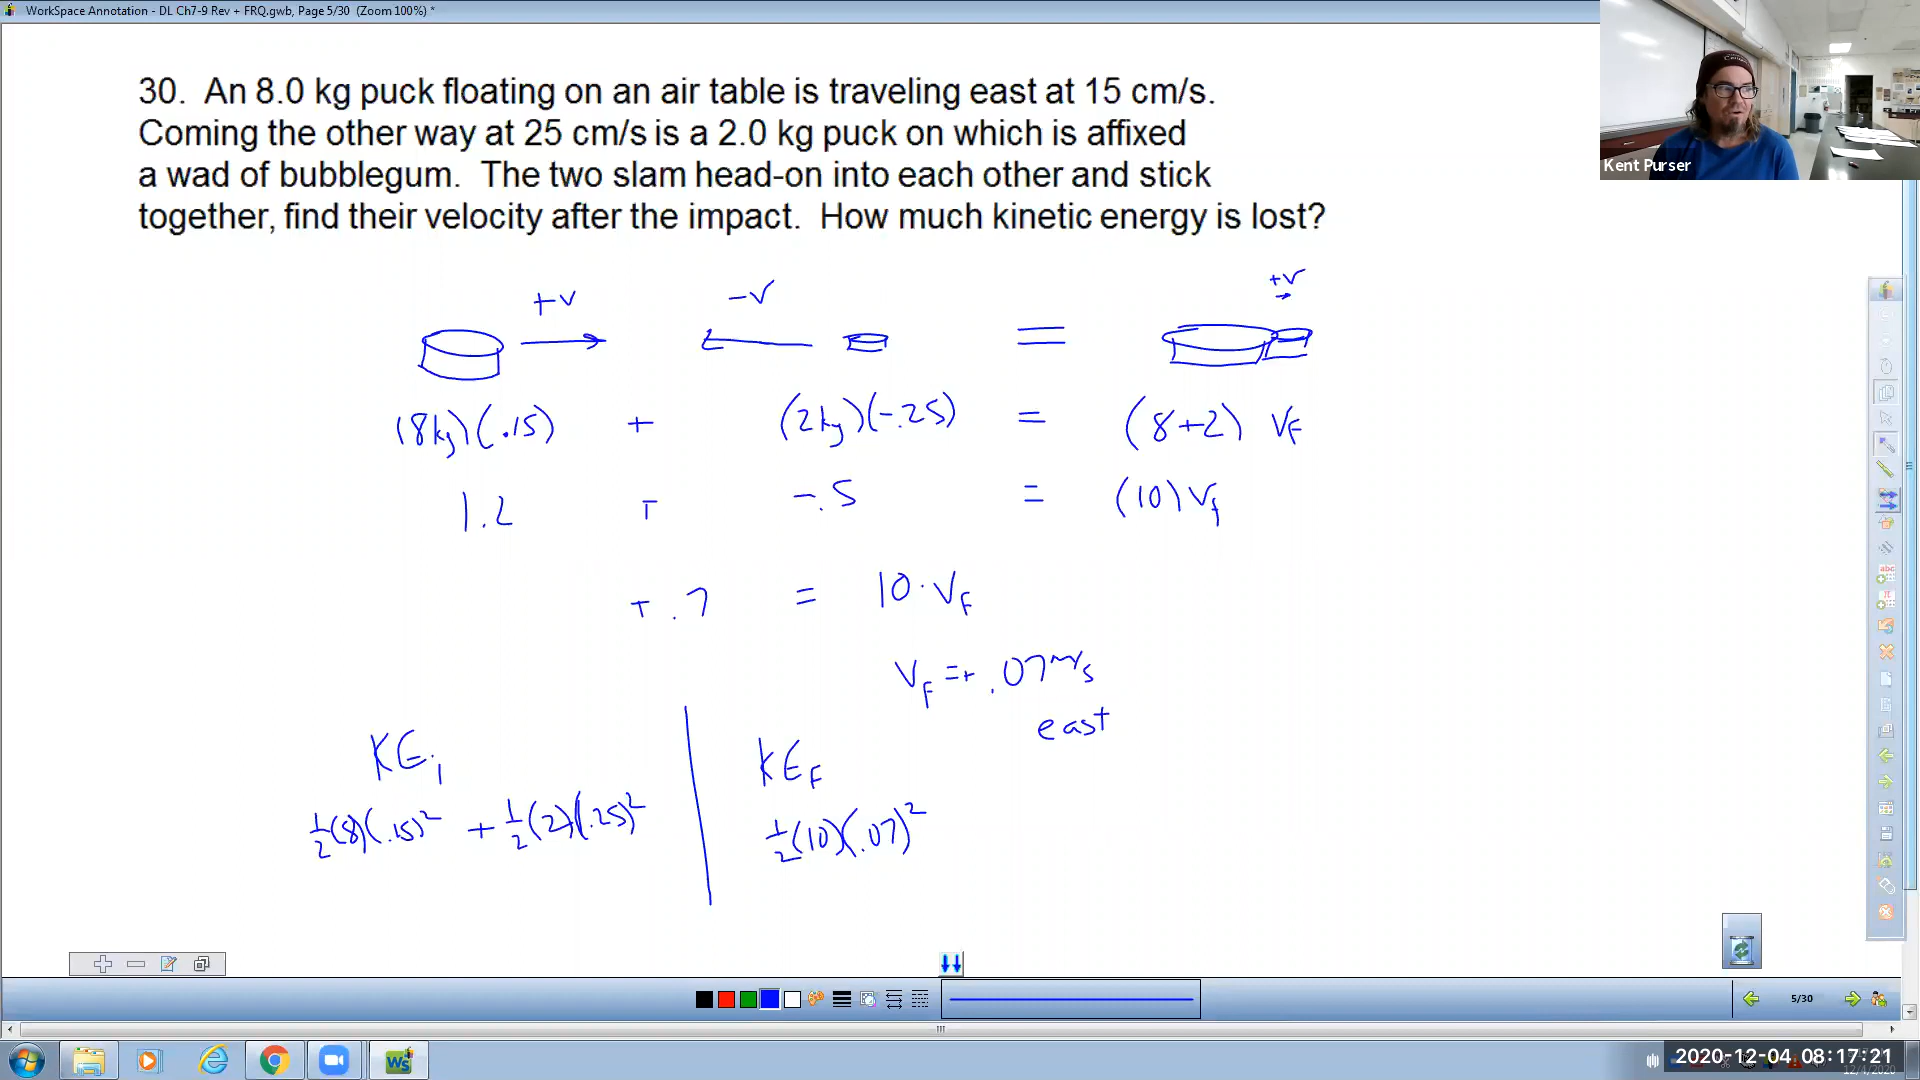 WorkSpace Annotation - DL Ch7-9 Rev + FRQ.gwb, Page 5/30 (Zoom 100%) *
Kent Purser
30. An 8.0 kg puck floating on an air table is traveling east at 15 cm/s.
Coming the other way at 25 cm/s is a 2.0 kg puck on which is affixed
a wad of bubblegum. The two slam head-on into each other and stick
together, find their velocity after the impact. How much kinetic energy is lost?
+v -v +v
=
(8kg)(.15) + (2kg)(-.25) = (8+2) VF
1.2 + -.5 = (10)Vf
+.7 = 10·VF
VF =+ .07 m/s
east
KEi KEF
½(8)(.15)² + ½(2)(.25)² ½(10)(.07)²
abc
π
5/30
Ws
2020-12-04 08:17:21
12/4/2020